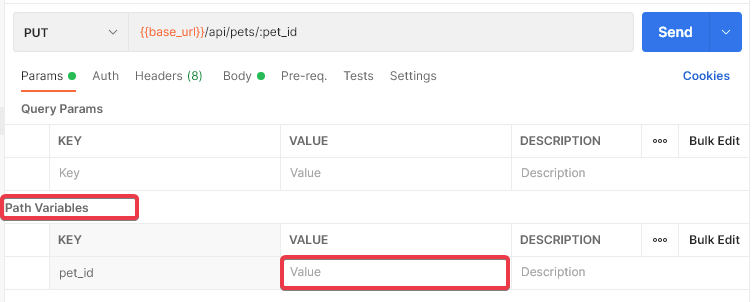 PUT {{base_url}}/api/pets/:pet_id Send
Params Auth Headers (8) Body Pre-req. Tests Settings Cookies
Query Params
KEY VALUE DESCRIPTION ooo Bulk Edit
Key Value Description
Path Variables
KEY VALUE DESCRIPTION ooo Bulk Edit
pet_id Value Description